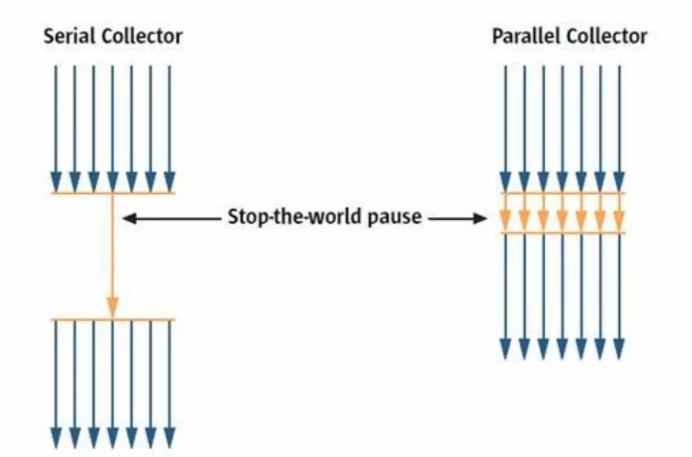 Serial Collector
Parallel Collector
Stop-the-world pause